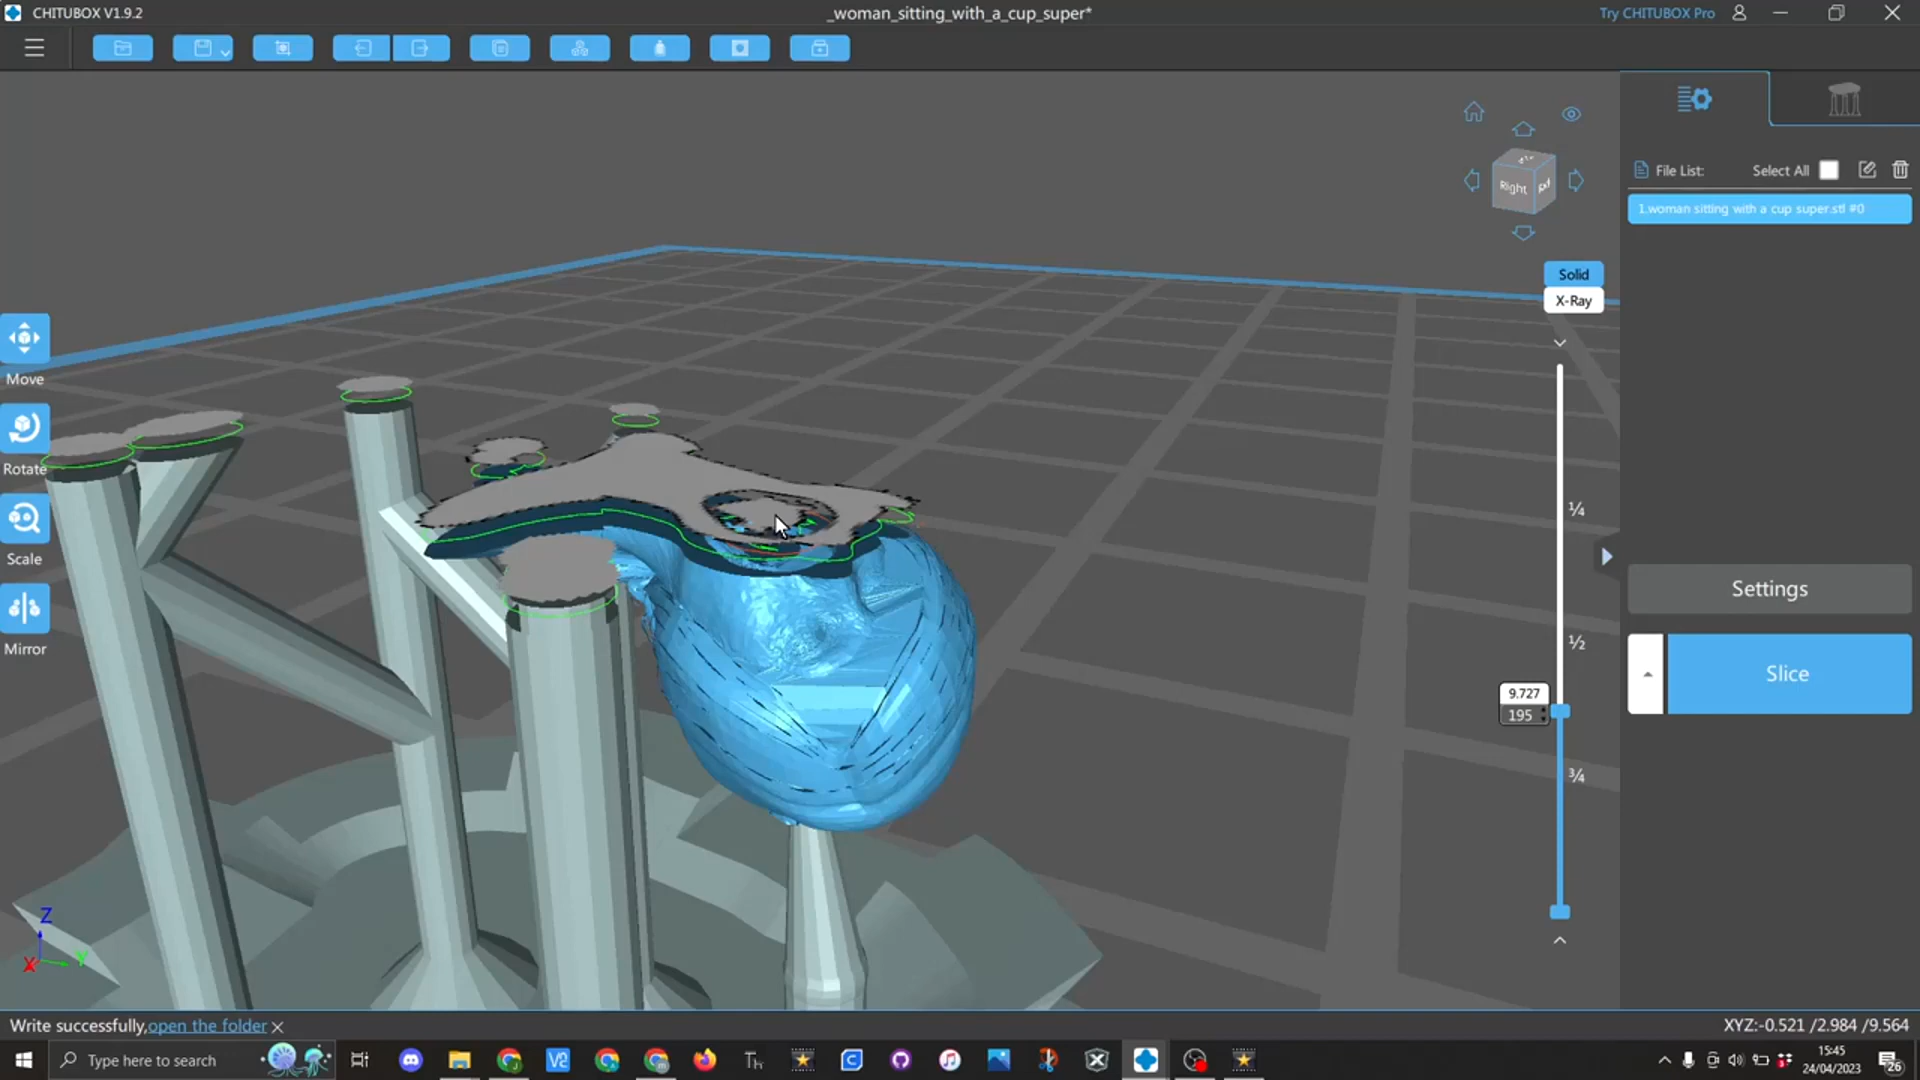 CHITUBOX V1.9.2
_woman_sitting_with_a_cup_super*
Try CHITUBOX Pro
File List:
Select All
1.woman sitting with a cup super.stl #0
Right
Solid
X-Ray
Move
Rotate
Scale
Mirror
¼
½
¾
9.727
195
Settings
Slice
Z
X
Y
Write successfully,open the folder
XYZ:-0.521 /2.984 /9.564
Type here to search
15:45
24/04/2023
26